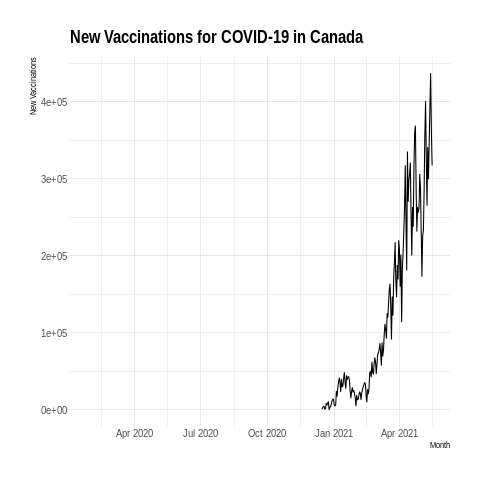 New Vaccinations for COVID-19 in Canada
New Vaccinations
4e+05
3e+05
2e+05
1e+05
0e+00
Apr 2020 Jul 2020 Oct 2020 Jan 2021 Apr 2021
Month